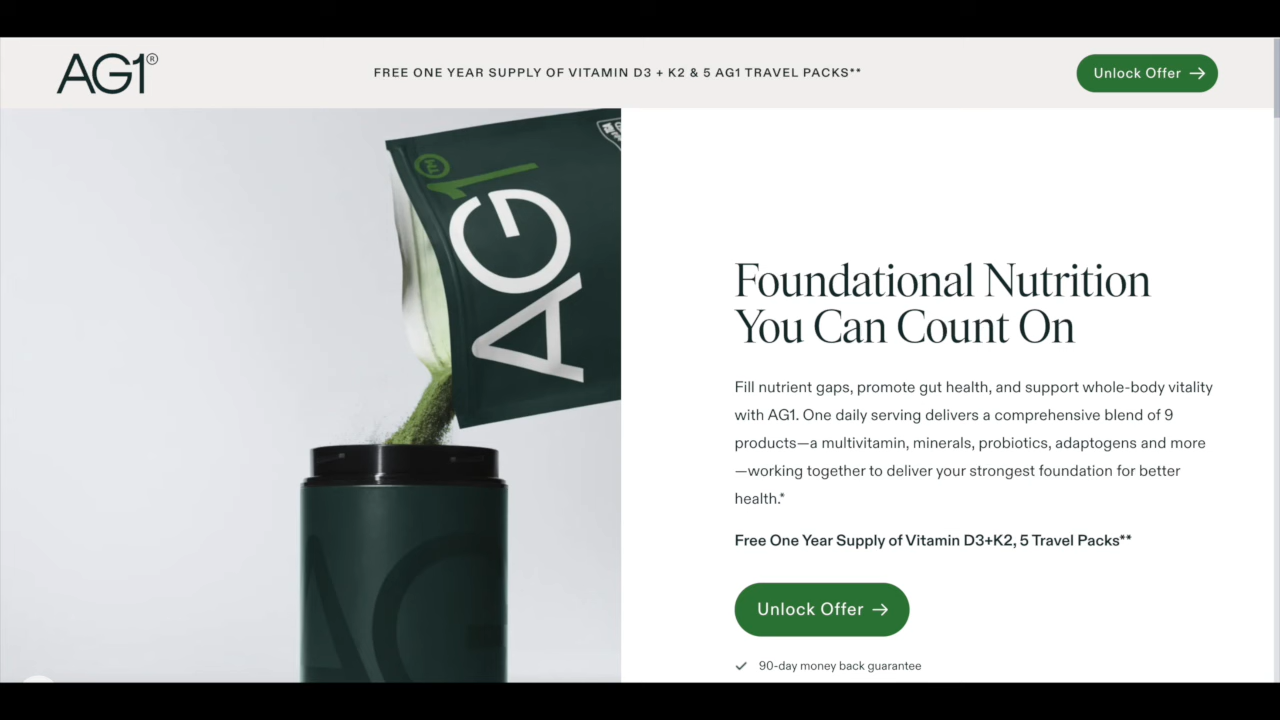 AG1®
FREE ONE YEAR SUPPLY OF VITAMIN D3 + K2 & 5 AG1 TRAVEL PACKS**
Unlock Offer →
AG1™
AG
Foundational Nutrition
You Can Count On
Fill nutrient gaps, promote gut health, and support whole-body vitality
with AG1. One daily serving delivers a comprehensive blend of 9
products—a multivitamin, minerals, probiotics, adaptogens and more
—working together to deliver your strongest foundation for better
health.*
Free One Year Supply of Vitamin D3+K2, 5 Travel Packs**
Unlock Offer →
90-day money back guarantee